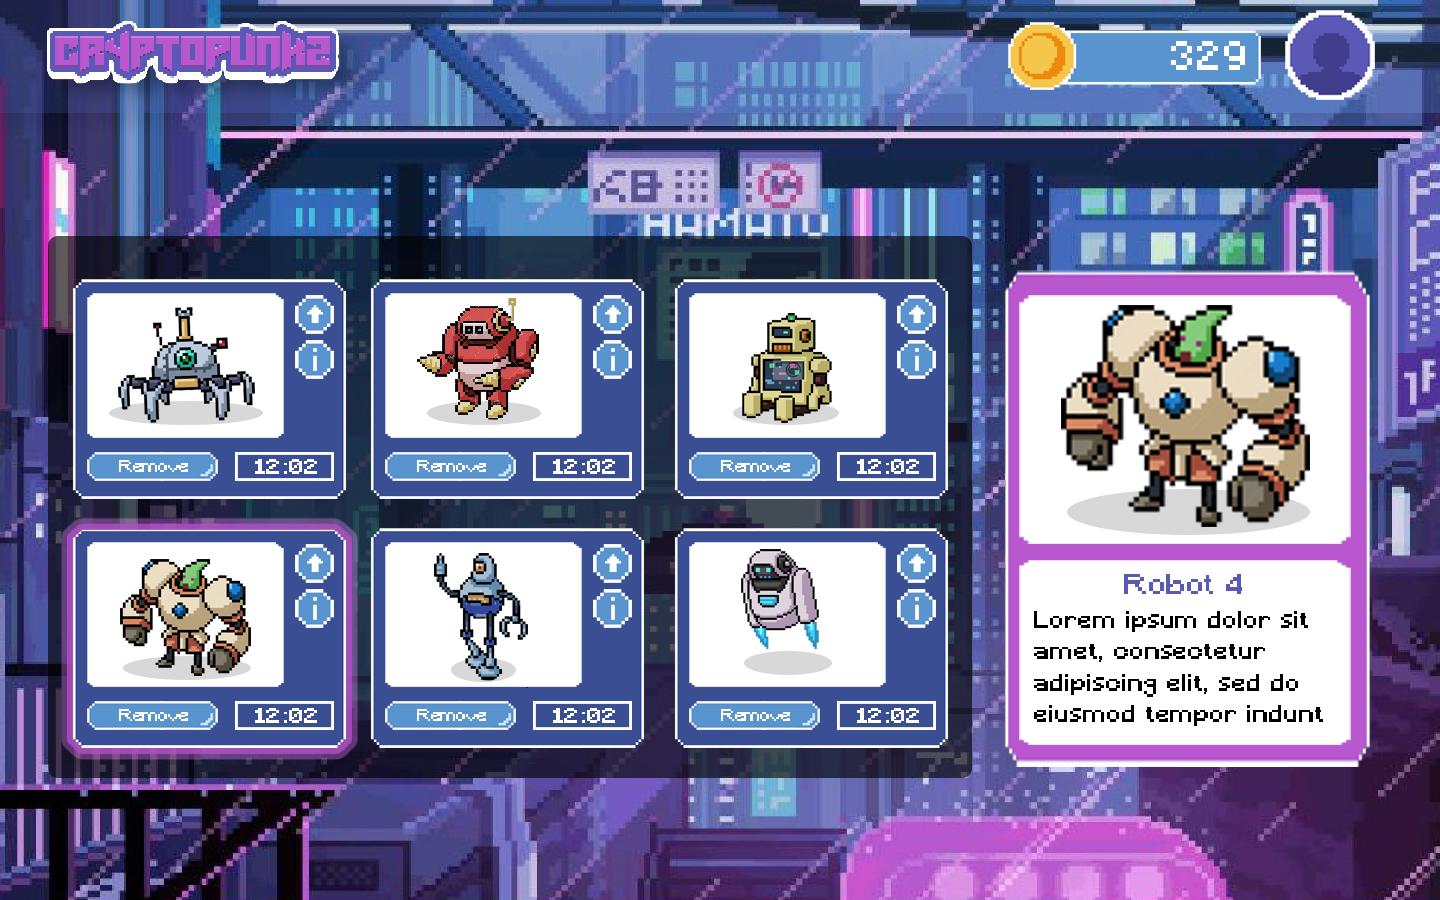 CRYPTOPUNKZ
329
HAMATO
Remove 12:02
Remove 12:02
Remove 12:02
Remove 12:02
Remove 12:02
Remove 12:02
Robot 4
Lorem ipsum dolor sit
amet, consectetur
adipiscing elit, sed do
eiusmod tempor indunt